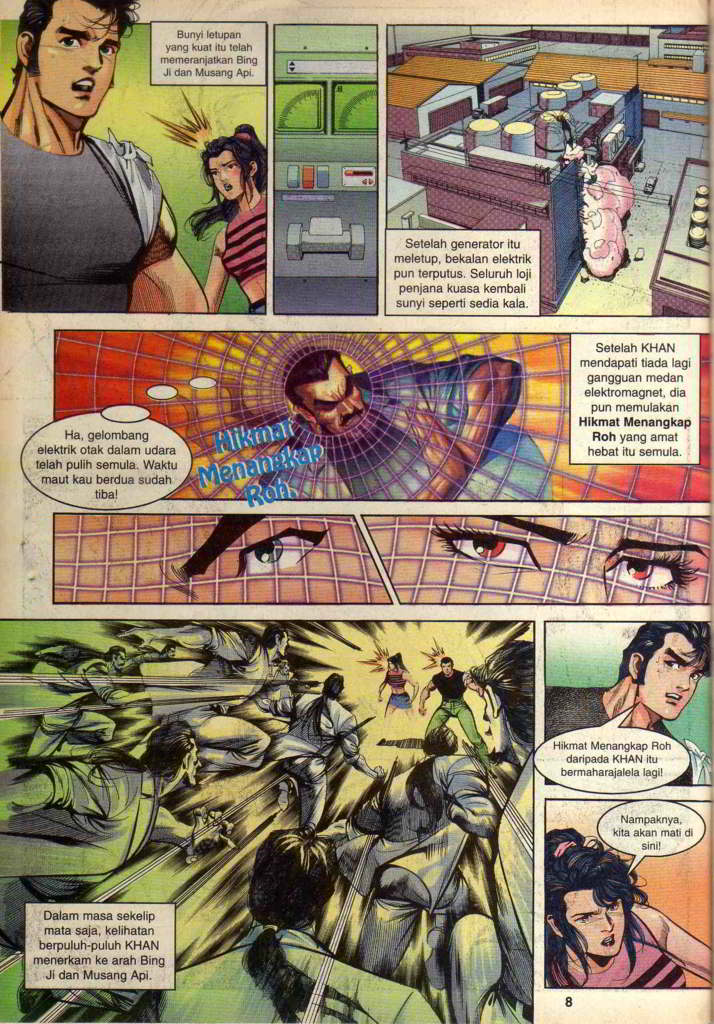 Bunyi letupan
yang kuat itu telah
memeranjatkan Bing
Ji dan Musang Api.
Setelah generator itu
meletup, bekalan elektrik
pun terputus. Seluruh loji
penjana kuasa kembali
sunyi seperti sedia kala.
Setelah KHAN
mendapati tiada lagi
gangguan medan
elektromagnet, dia
pun memulakan
Hikmat Menangkap
Roh yang amat
hebat itu semula.
Ha, gelombang
elektrik otak dalam udara
telah pulih semula. Waktu
maut kau berdua sudah
tiba!
Hikmat
Menangkap
Roh
Hikmat Menangkap Roh
daripada KHAN itu
bermaharajalela lagi!
Nampaknya,
kita akan mati di
sini!
Dalam masa sekelip
mata saja, kelihatan
berpuluh-puluh KHAN
menerkam ke arah Bing
Ji dan Musang Api.
8